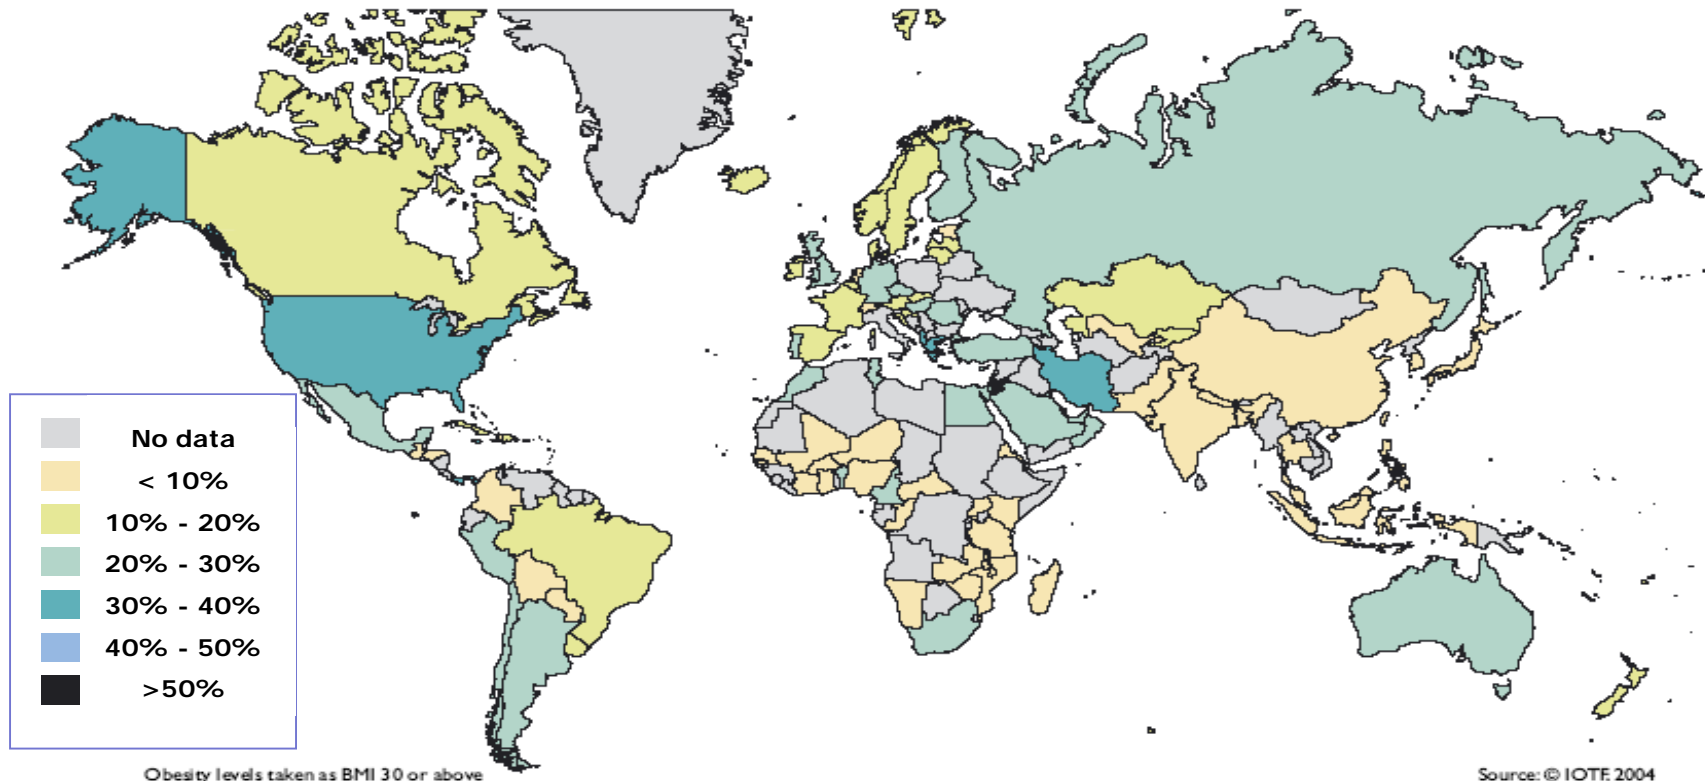 No data
< 10%
10% - 20%
20% - 30%
30% - 40%
40% - 50%
>50%
Obesity levels taken as BMI 30 or above
Source: © IOTF. 2004